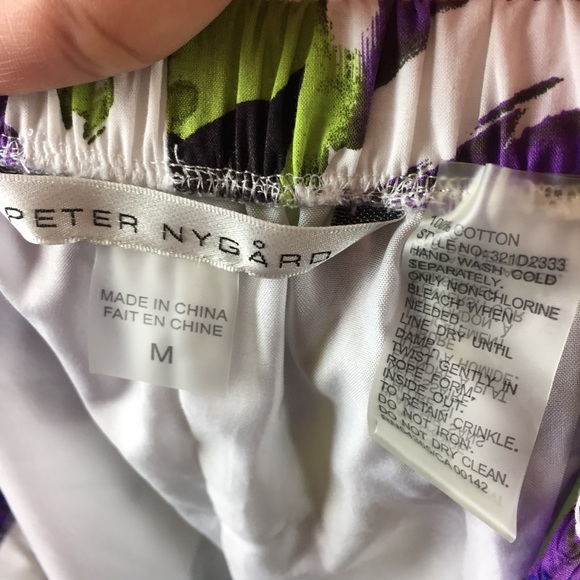 PETER NYGÅRD
MADE IN CHINA
FAIT EN CHINE
M
COTTON
STYLE NO: 321D2333
HAND WASH COLD
SEPARATELY.
ONLY NON-CHLORINE
BLEACH WHEN
NEEDED
LINE DRY UNTIL
DAMP
TWIST GENTLY IN
ROPE FORM,
INSIDE OUT.
TO RETAIN CRINKLE.
DO NOT IRON.
DO NOT DRY CLEAN.
00142